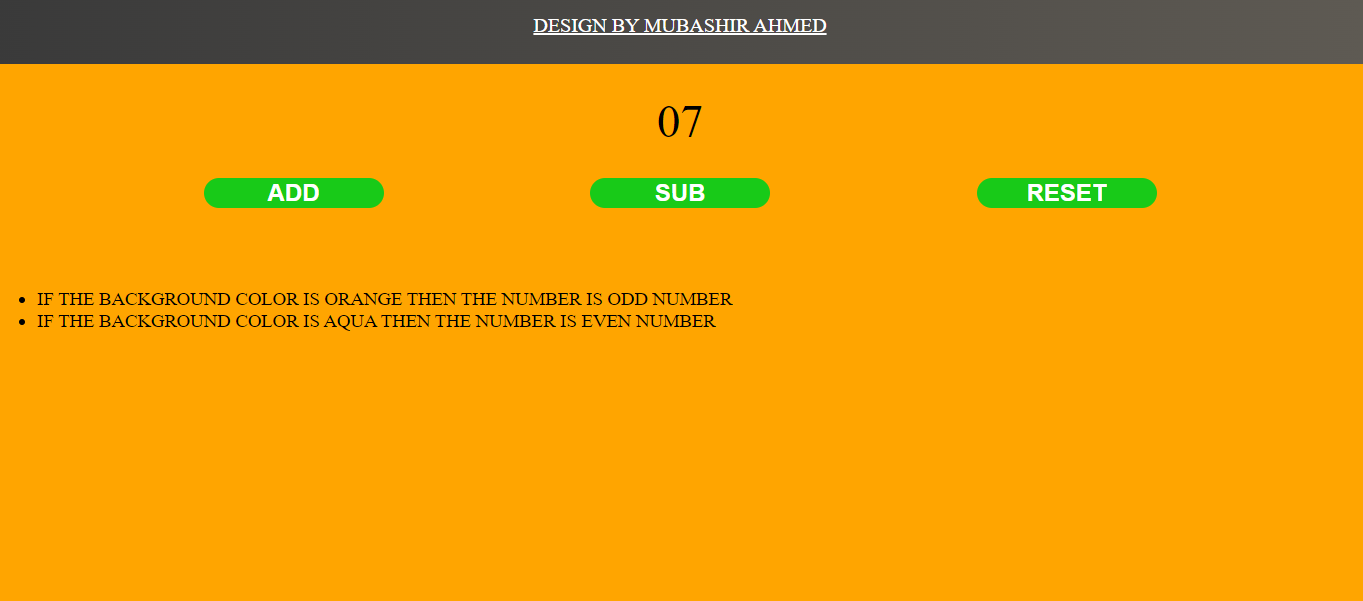 DESIGN BY MUBASHIR AHMED
07
ADD
SUB
RESET
IF THE BACKGROUND COLOR IS ORANGE THEN THE NUMBER IS ODD NUMBER
IF THE BACKGROUND COLOR IS AQUA THEN THE NUMBER IS EVEN NUMBER